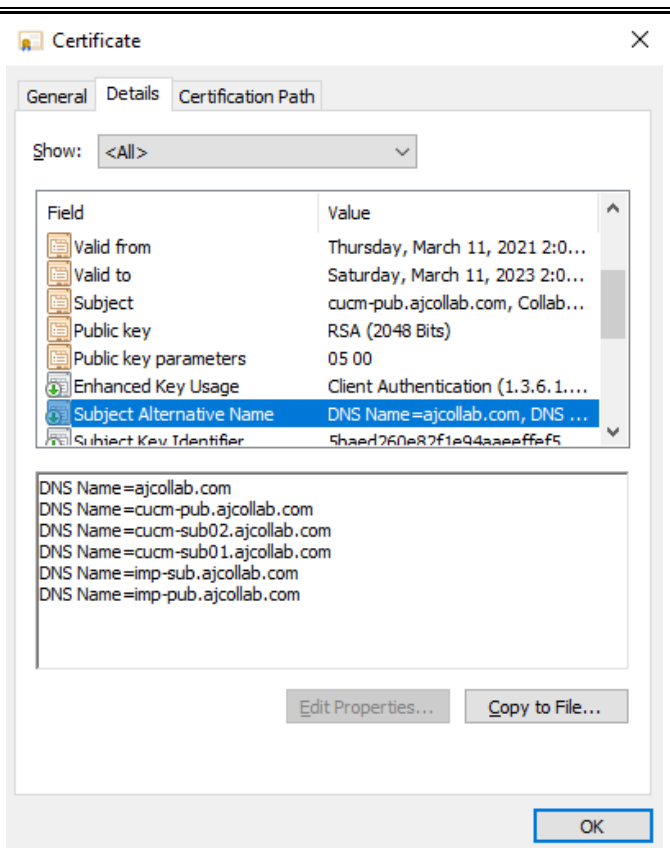 Certificate
General Details Certification Path
Show: <All>
Field Value
Valid from Thursday, March 11, 2021 2:0...
Valid to Saturday, March 11, 2023 2:0...
Subject cucm-pub.ajcollab.com, Collab...
Public key RSA (2048 Bits)
Public key parameters 05 00
Enhanced Key Usage Client Authentication (1.3.6.1....
Subject Alternative Name DNS Name=ajcollab.com, DNS ...
Subject Key Identifier 5baed260e82f1e94aaeeffef5
DNS Name=ajcollab.com
DNS Name=cucm-pub.ajcollab.com
DNS Name=cucm-sub02.ajcollab.com
DNS Name=cucm-sub01.ajcollab.com
DNS Name=imp-sub.ajcollab.com
DNS Name=imp-pub.ajcollab.com
Edit Properties... Copy to File...
OK